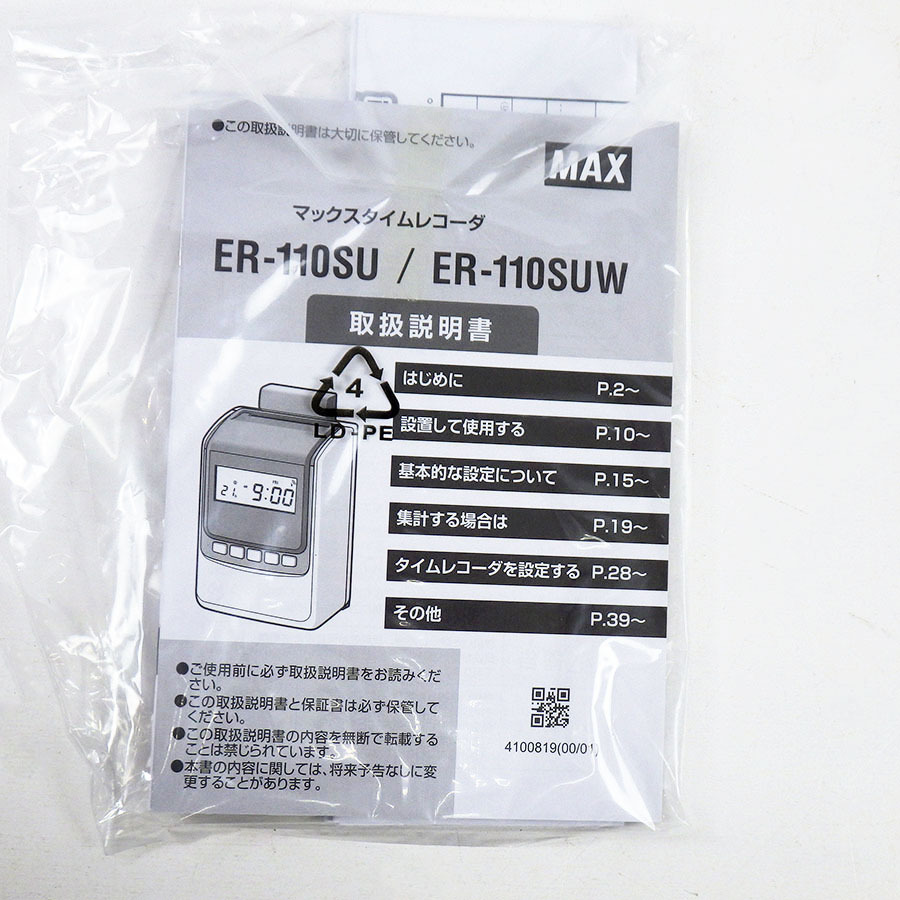 ●この取扱説明書は大切に保管してください。
MAX
マックスタイムレコーダ
ER-110SU / ER-110SUW
取扱説明書
4
LD-PE
はじめに P.2～
設置して使用する P.10～
基本的な設定について P.15～
集計する場合は P.19～
タイムレコーダを設定する P.28～
その他 P.39～
21 9:00
●ご使用前に必ず取扱説明書をお読みくだ
さい。
●この取扱説明書と保証書は必ず保管して
ください。
●この取扱説明書の内容を無断で転載する
ことは禁じられています。
●本書の内容に関しては、将来予告なしに変
更することがあります。
4100819(00/01)